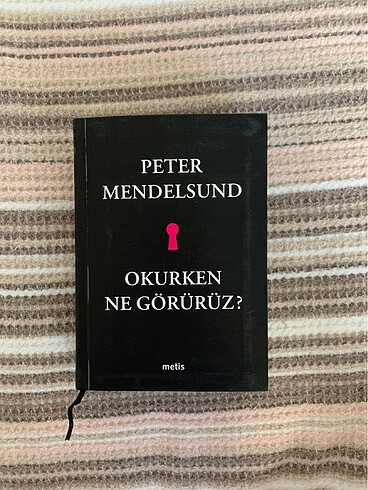 PETER
MENDELSUND
OKURKEN
NE GÖRÜRÜZ?
metis